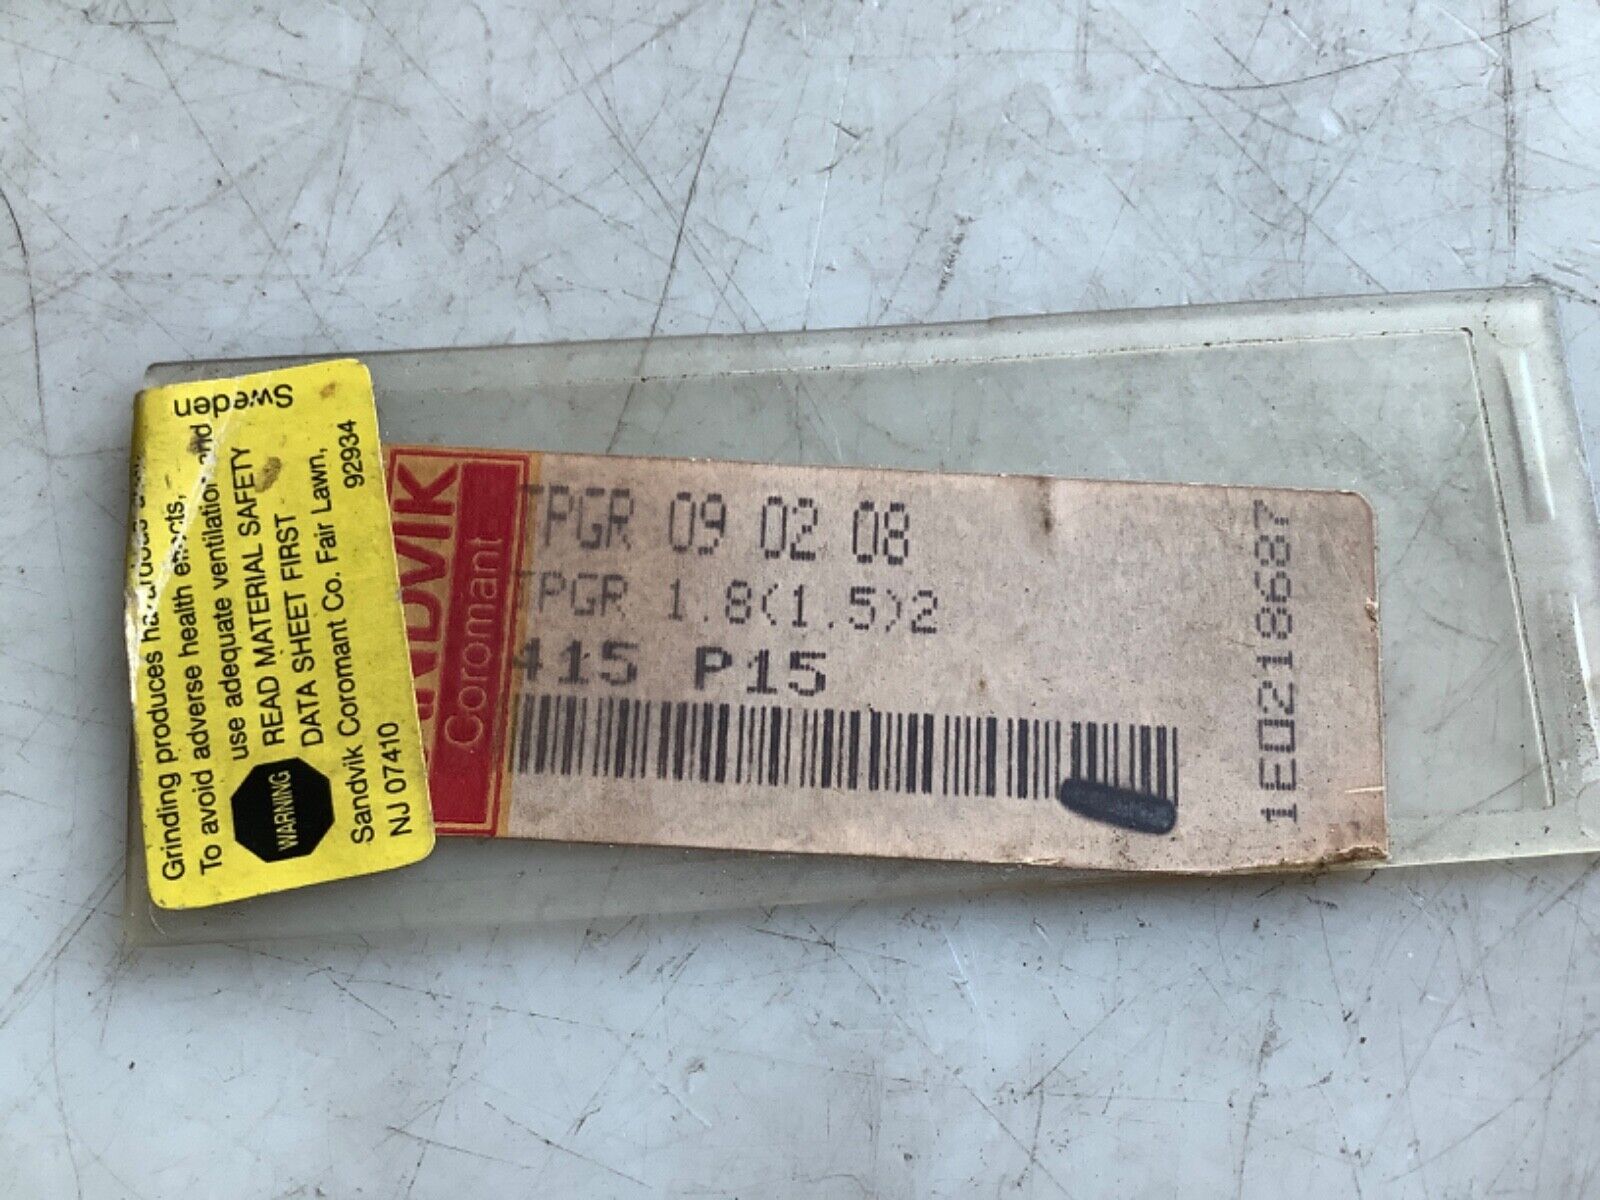 Grinding produces
To avoid adverse health effects,
use adequate ventilation and
READ MATERIAL SAFETY
DATA SHEET FIRST
WARNING
Sandvik Coromant Co. Fair Lawn,
NJ 07410 92934
Sweden
NDVIK
Coromant
TPGR 09 02 08
TPGR 1.8(1.5)2
415 P15
1E0218687